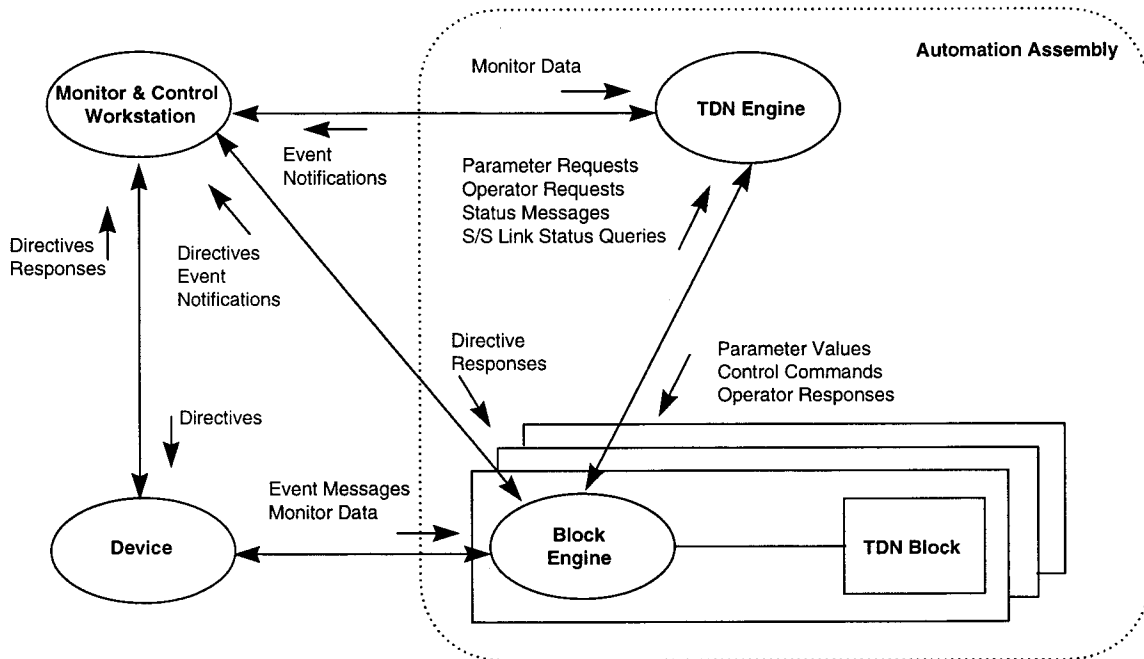 Automation Assembly
Monitor Data
Monitor & Control
Workstation
TDN Engine
Event
Notifications
Parameter Requests
Operator Requests
Status Messages
S/S Link Status Queries
Directives
Responses
Directives
Event
Notifications
Directive
Responses
Parameter Values
Control Commands
Operator Responses
Directives
Event Messages
Monitor Data
Device
Block
Engine
TDN Block